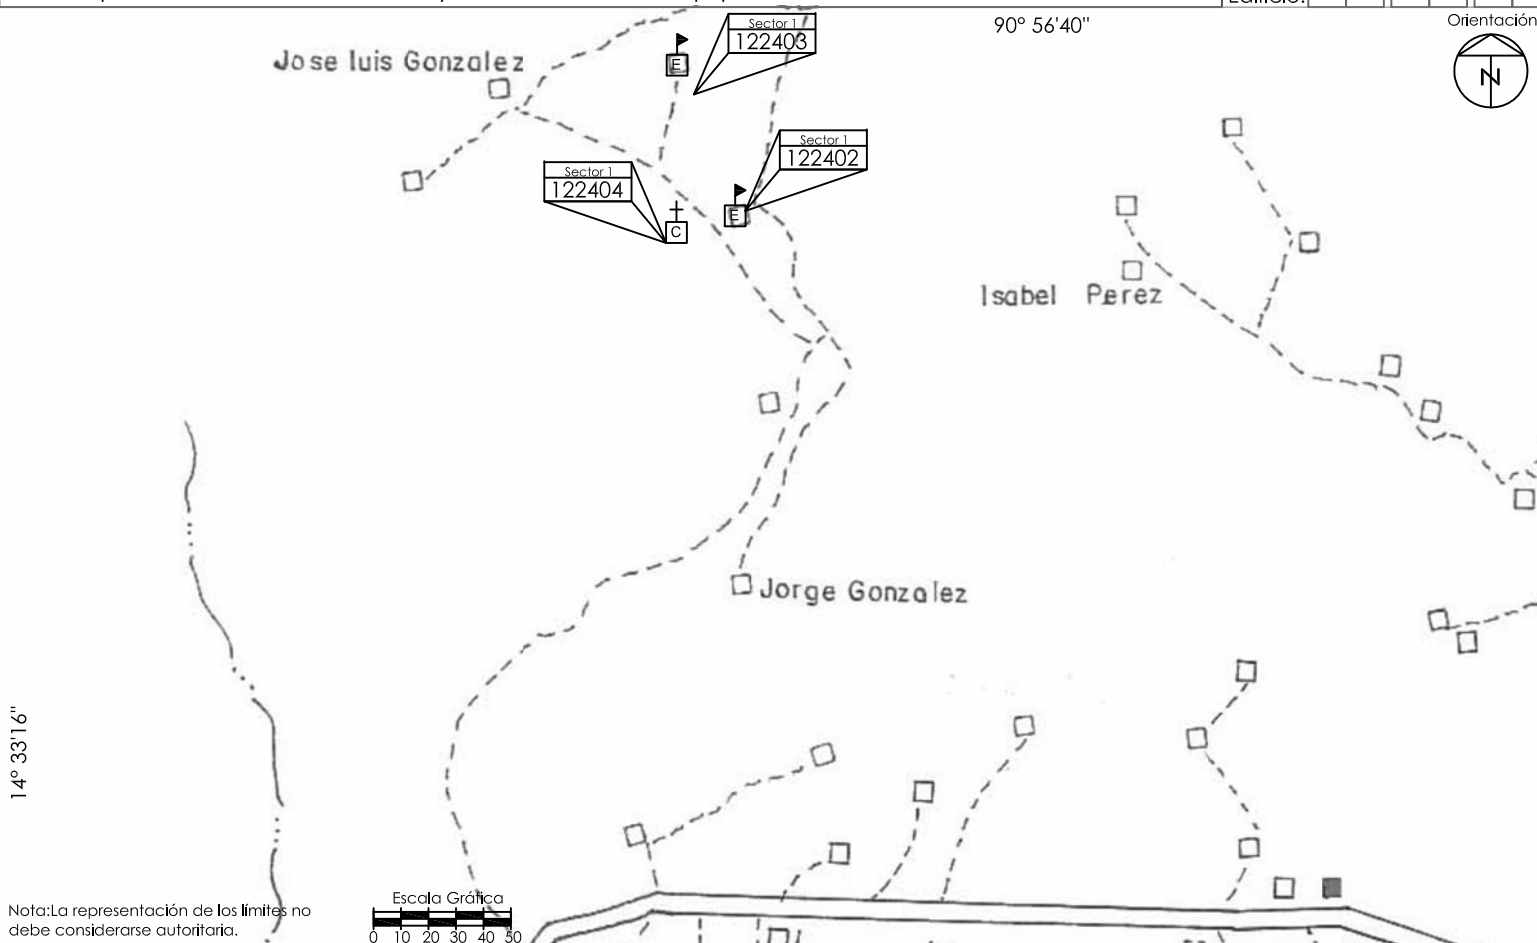 90° 56'40"
Orientación
N
Sector 1
122403
Jose luis Gonzalez
E
Sector 1
122402
Sector 1
122404
E
C
Isabel Perez
Jorge Gonzalez
14° 33'16"
Escala Gráfica
0 10 20 30 40 50
Nota:La representación de los límites no
debe considerarse autoritaria.